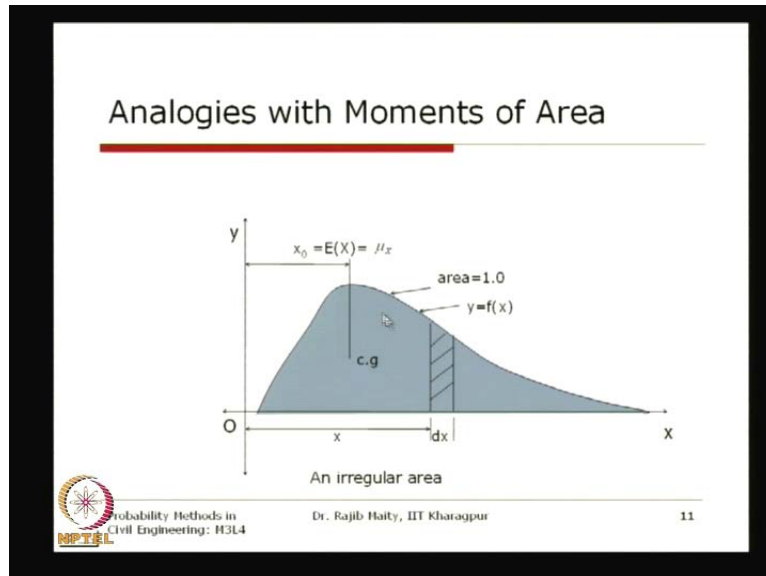 Analogies with Moments of Area
y
x₀ =E(X)= μₓ
area=1.0
y=f(x)
c.g
O
x
dx
X
An irregular area
Probability Methods in
Civil Engineering: M3L4
Dr. Rajib Maity, IIT Kharagpur
11
NPTEL